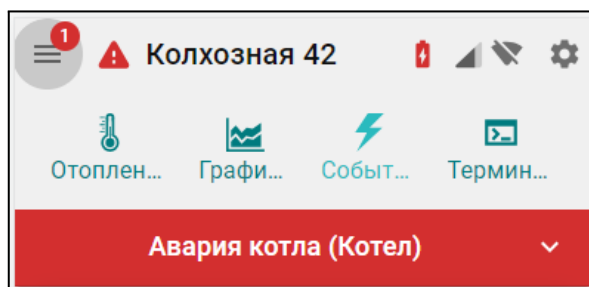 1
Колхозная 42
Отоплен... Графи... Событ... Термин...
Авария котла (Котел)